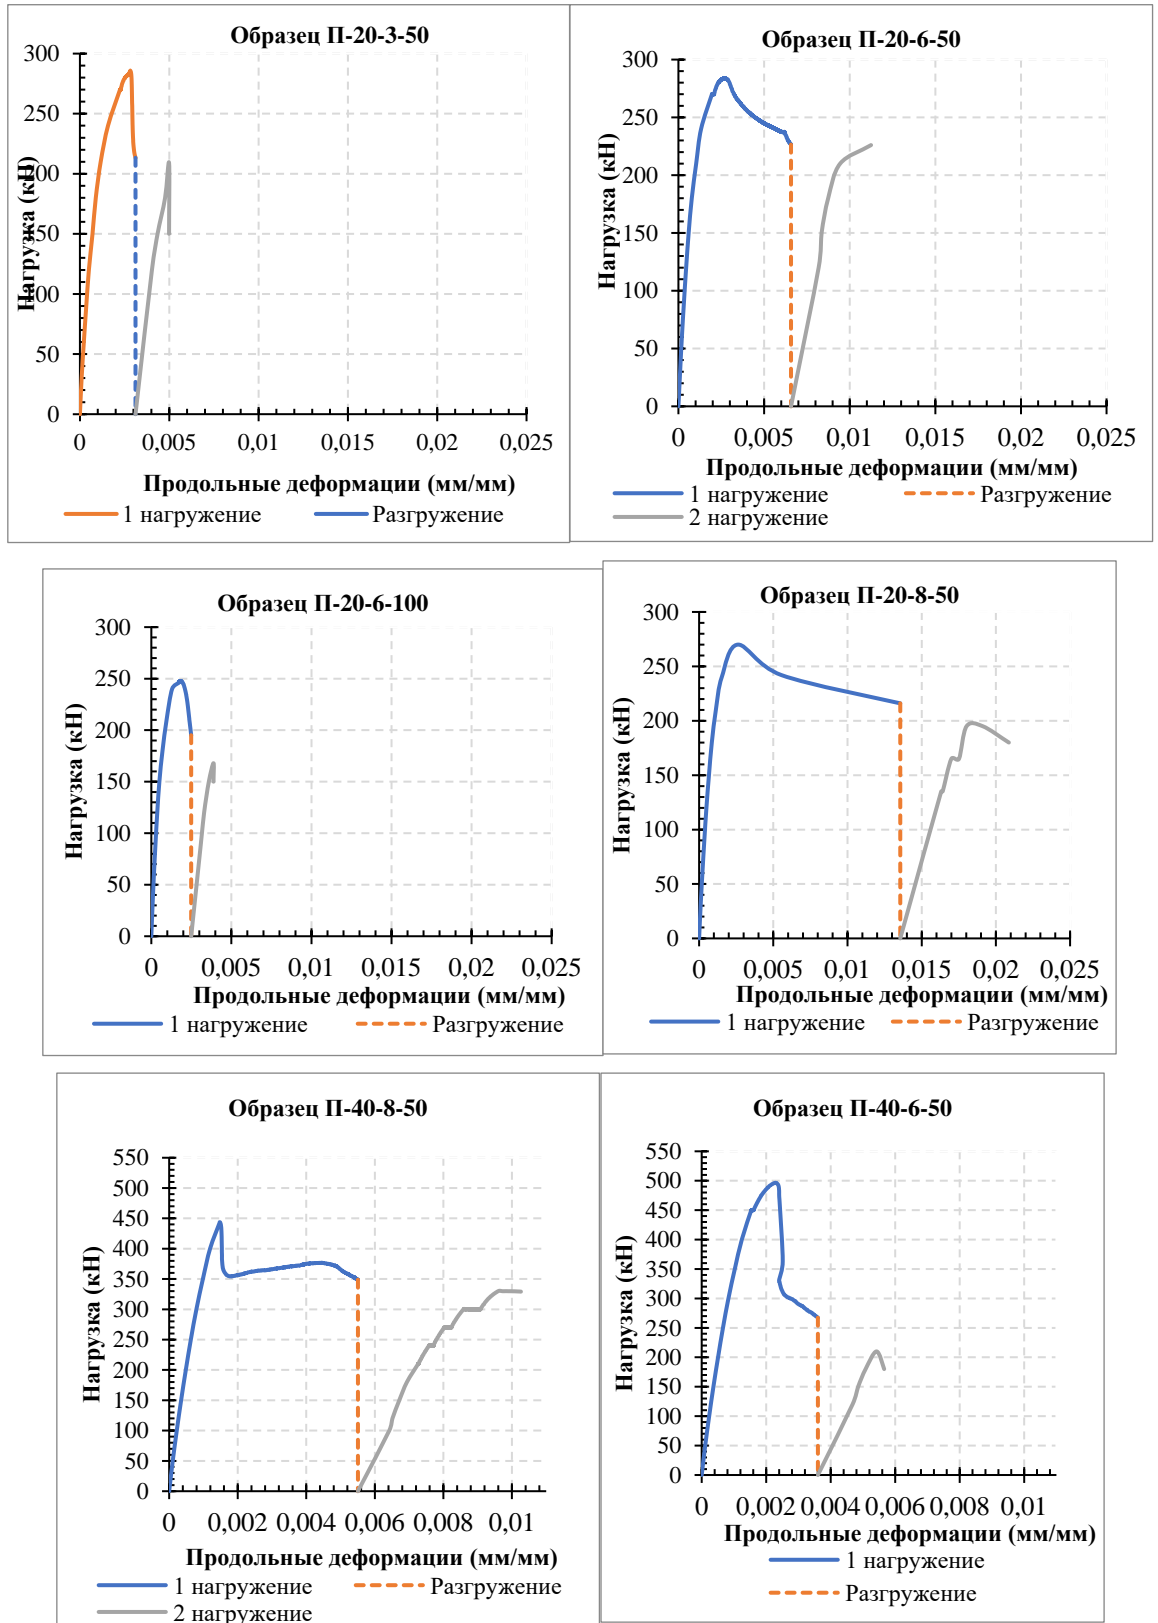 Образец П-20-3-50
Нагрузка (кН)
300
250
200
150
100
50
0
0 0,005 0,01 0,015 0,02 0,025
Продольные деформации (мм/мм)
1 нагружение Разгружение
Образец П-20-6-50
Нагрузка (кН)
300
250
200
150
100
50
0
0 0,005 0,01 0,015 0,02 0,025
Продольные деформации (мм/мм)
1 нагружение Разгружение
2 нагружение
Образец П-20-6-100
Нагрузка (кН)
300
250
200
150
100
50
0
0 0,005 0,01 0,015 0,02 0,025
Продольные деформации (мм/мм)
1 нагружение Разгружение
Образец П-20-8-50
Нагрузка (кН)
300
250
200
150
100
50
0
0 0,005 0,01 0,015 0,02 0,025
Продольные деформации (мм/мм)
1 нагружение Разгружение
Образец П-40-8-50
Нагрузка (кН)
550
500
450
400
350
300
250
200
150
100
50
0
0 0,002 0,004 0,006 0,008 0,01
Продольные деформации (мм/мм)
1 нагружение Разгружение
2 нагружение
Образец П-40-6-50
Нагрузка (кН)
550
500
450
400
350
300
250
200
150
100
50
0
0 0,002 0,004 0,006 0,008 0,01
Продольные деформации (мм/мм)
1 нагружение
Разгружение